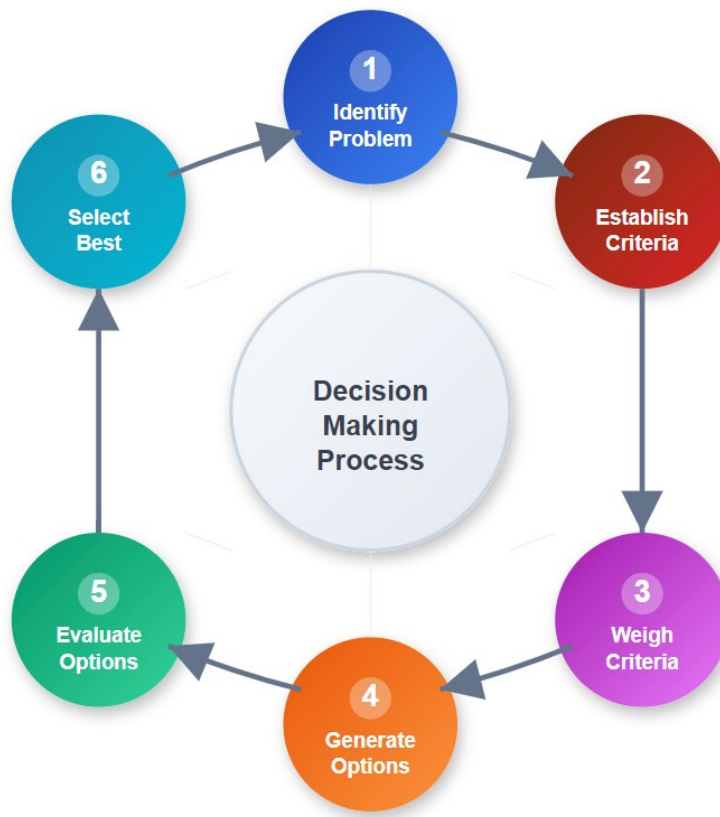 1
Identify
Problem
2
Establish
Criteria
3
Weigh
Criteria
4
Generate
Options
5
Evaluate
Options
6
Select
Best
Decision
Making
Process